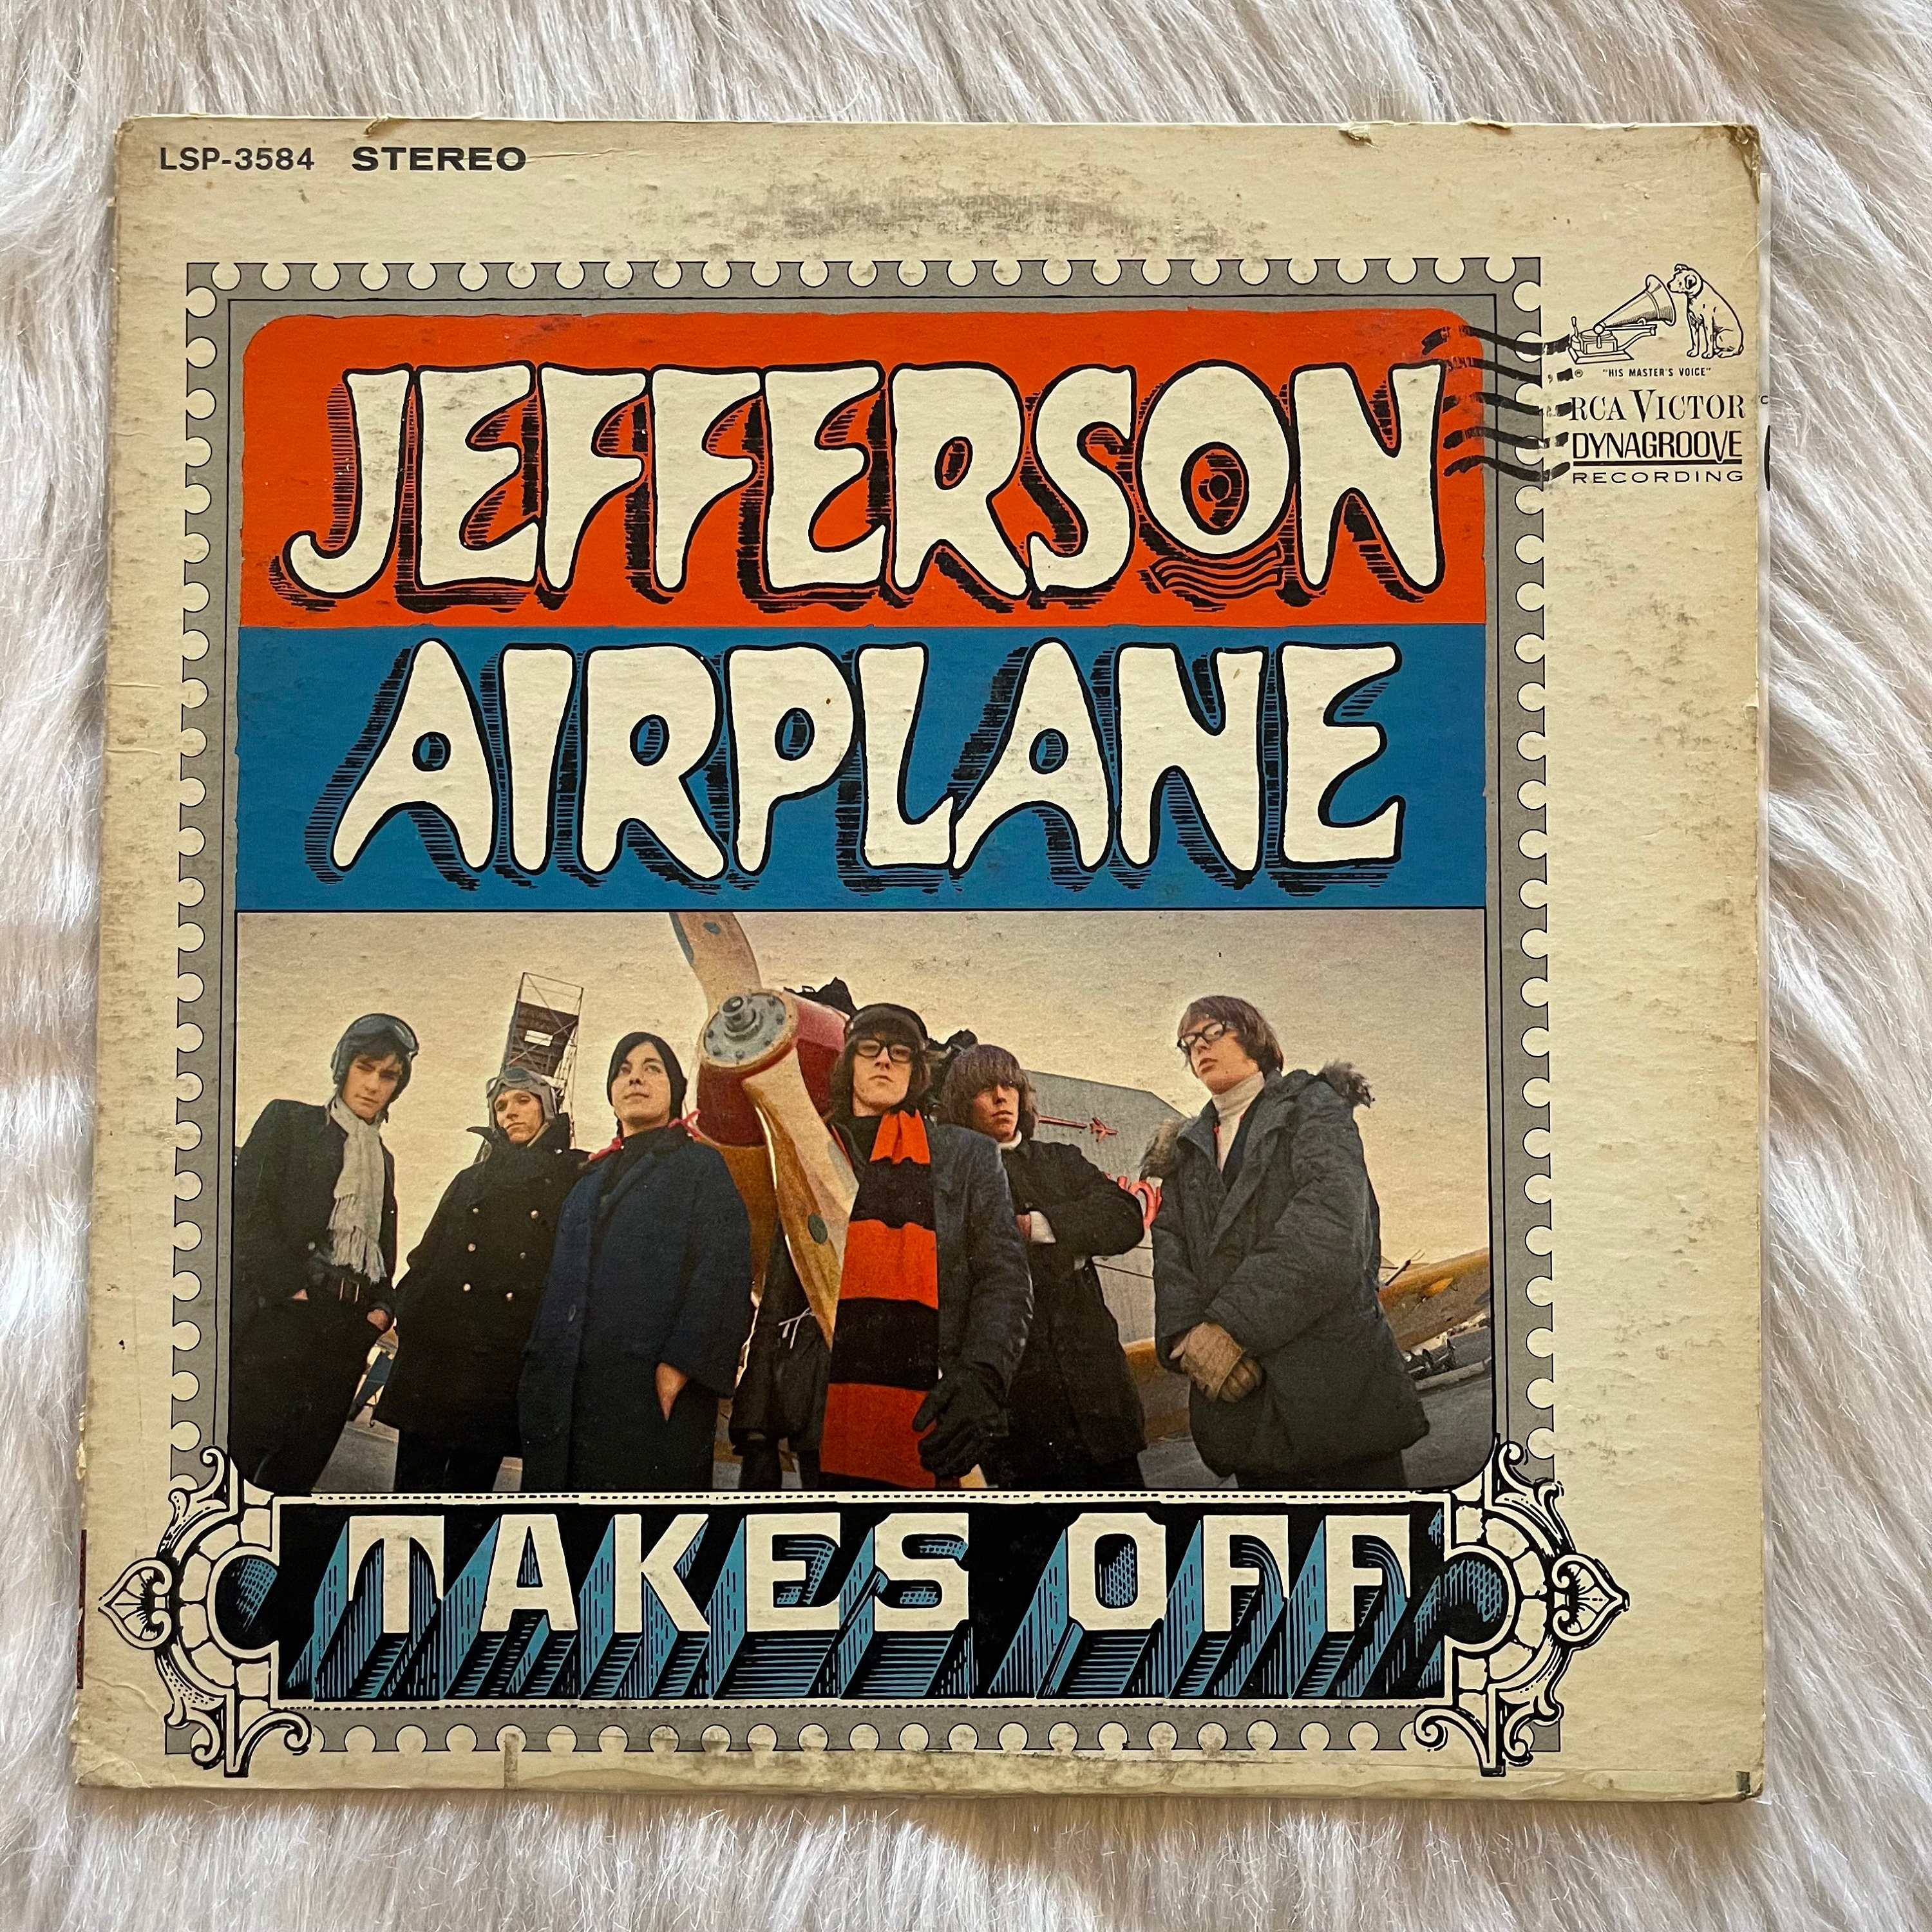 LSP-3584 STEREO
JEFFERSON
AIRPLANE
"HIS MASTER'S VOICE"
RCA VICTOR
DYNAGROOVE
RECORDING
TAKES OFF